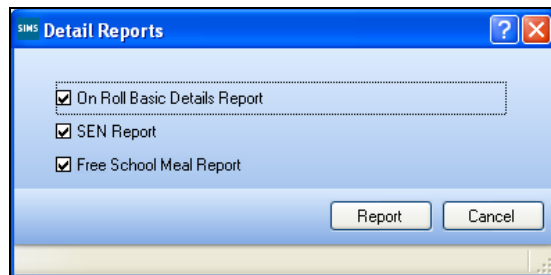 SIMS Detail Reports
On Roll Basic Details Report
SEN Report
Free School Meal Report
Report Cancel